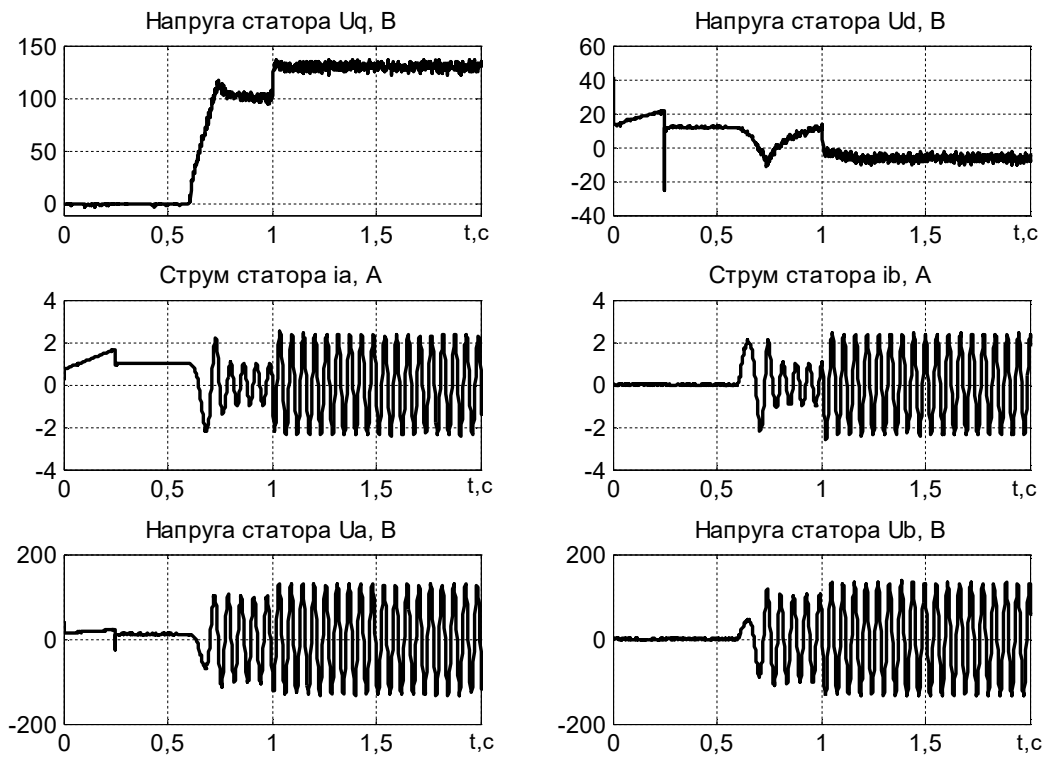 Напруга статора Uq, В
150
100
50
0
0 0,5 1 1,5 t,с
Напруга статора Ud, В
60
40
20
0
-20
-40
0 0,5 1 1,5 t,с
Струм статора ia, А
4
2
0
-2
-4
0 0,5 1 1,5 t,с
Струм статора ib, А
4
2
0
-2
-4
0 0,5 1 1,5 t,с
Напруга статора Ua, В
200
0
-200
0 0,5 1 1,5 t,с
Напруга статора Ub, В
200
0
-200
0 0,5 1 1,5 t,с